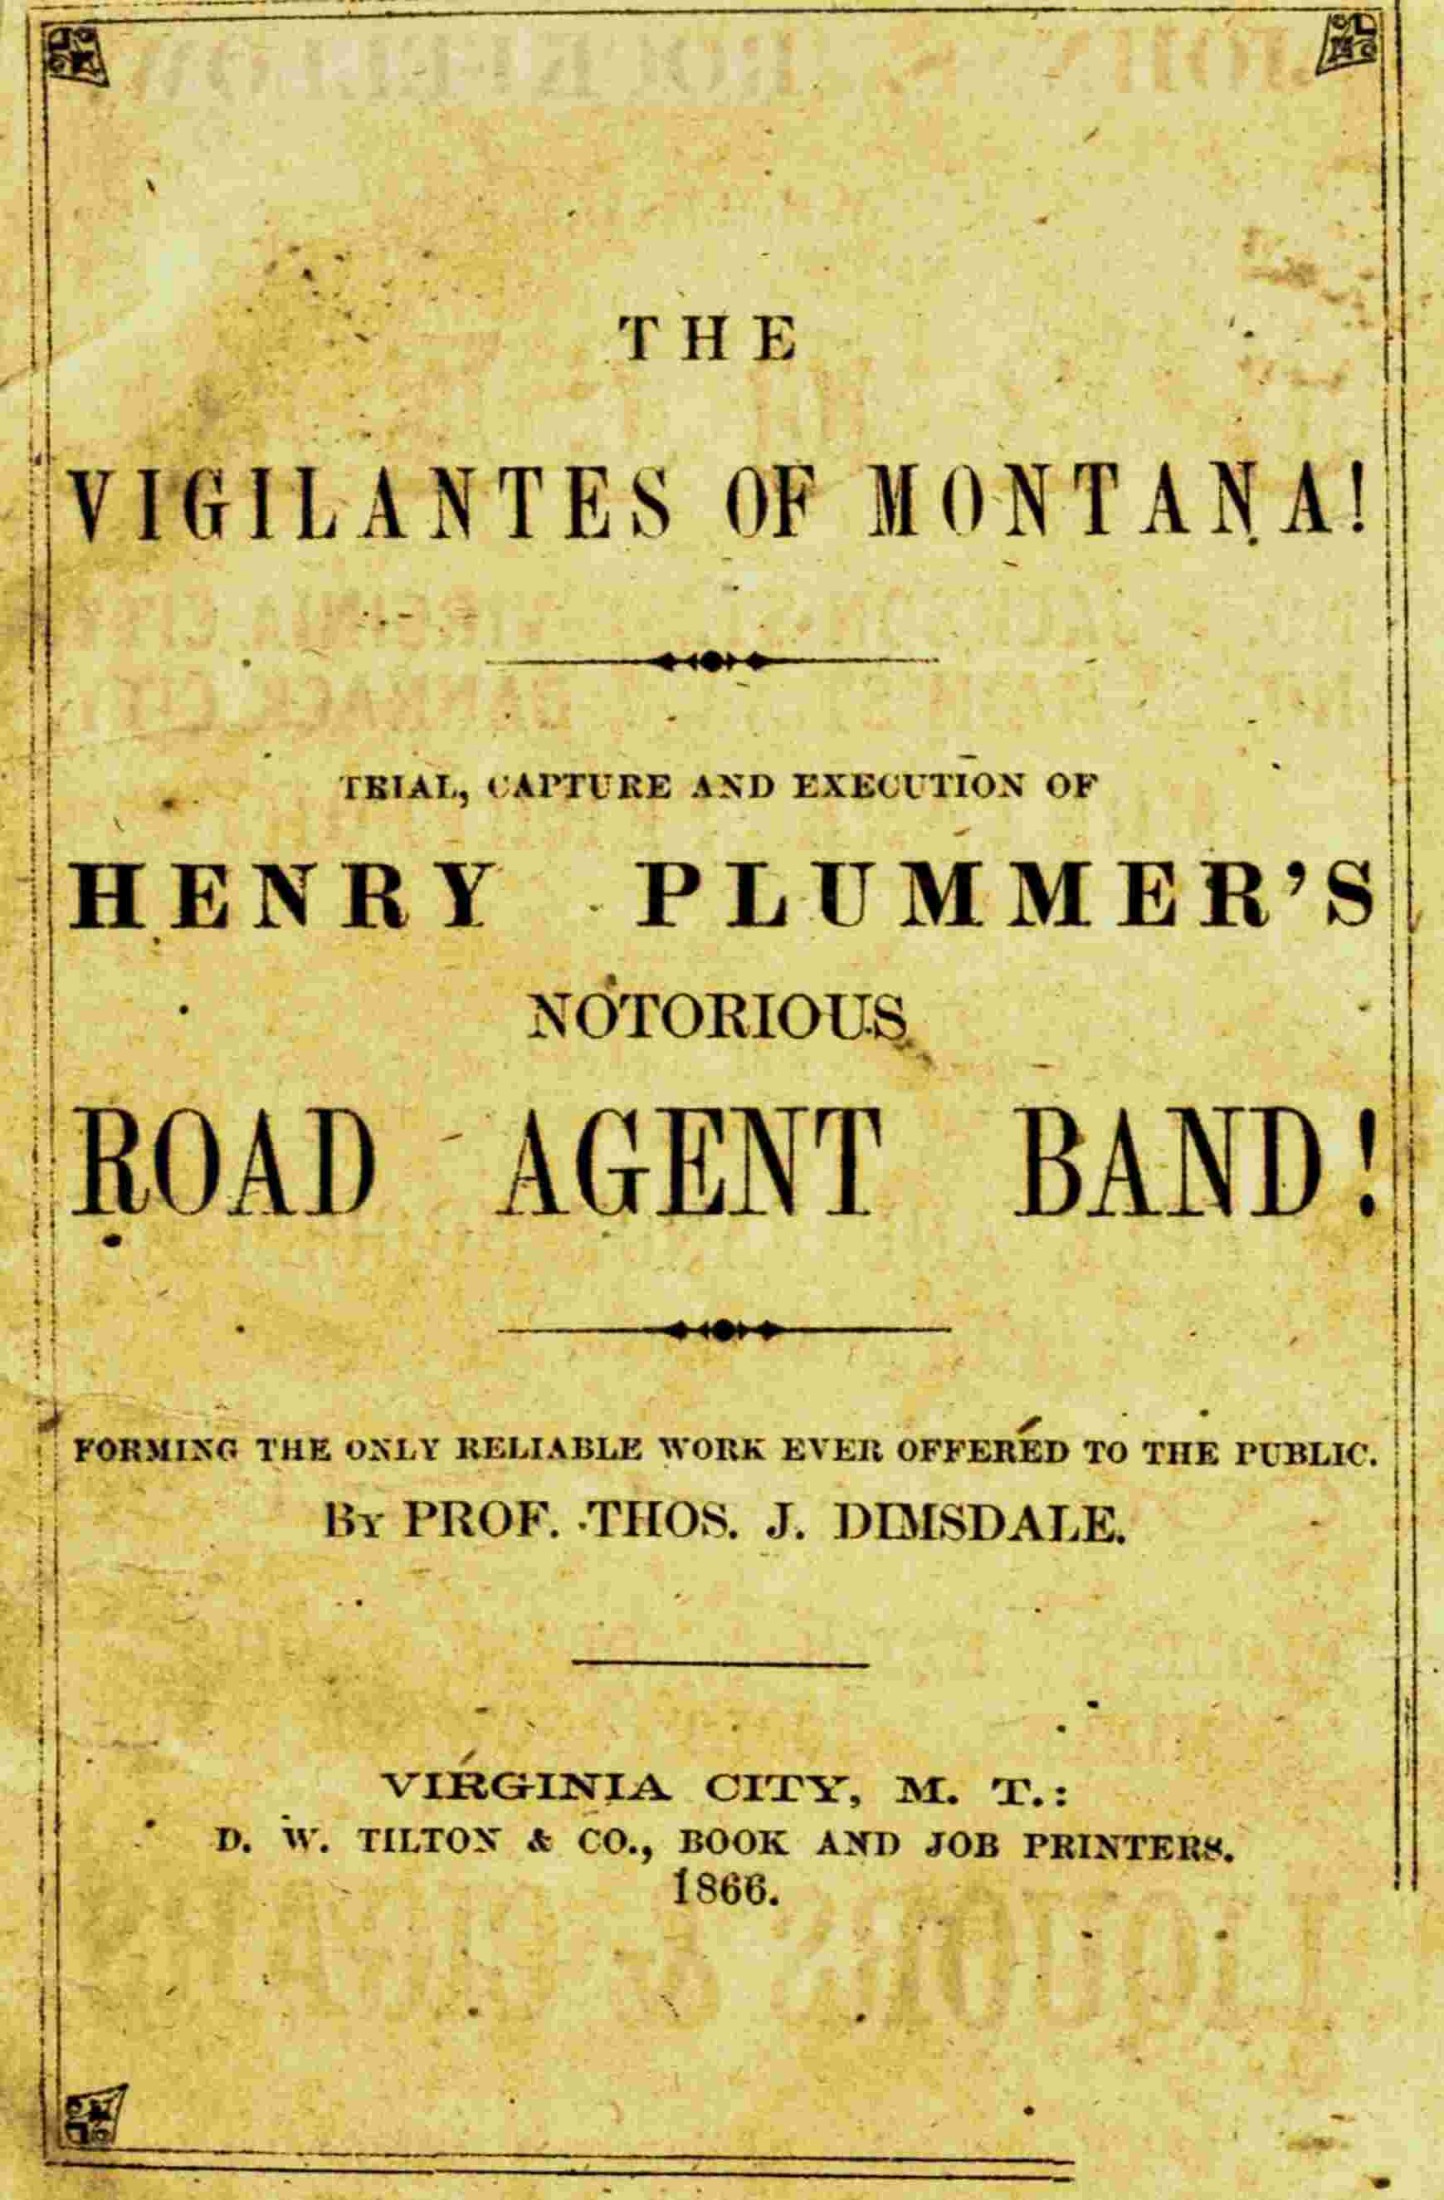 THE
VIGILANTES OF MONTANA!
TRIAL, CAPTURE AND EXECUTION OF
HENRY PLUMMER'S
NOTORIOUS
ROAD AGENT BAND!
FORMING THE ONLY RELIABLE WORK EVER OFFERED TO THE PUBLIC.
BY PROF. THOS. J. DIMSDALE.
VIRGINIA CITY, M. T.:
D. W. TILTON & CO., BOOK AND JOB PRINTERS.
1866.